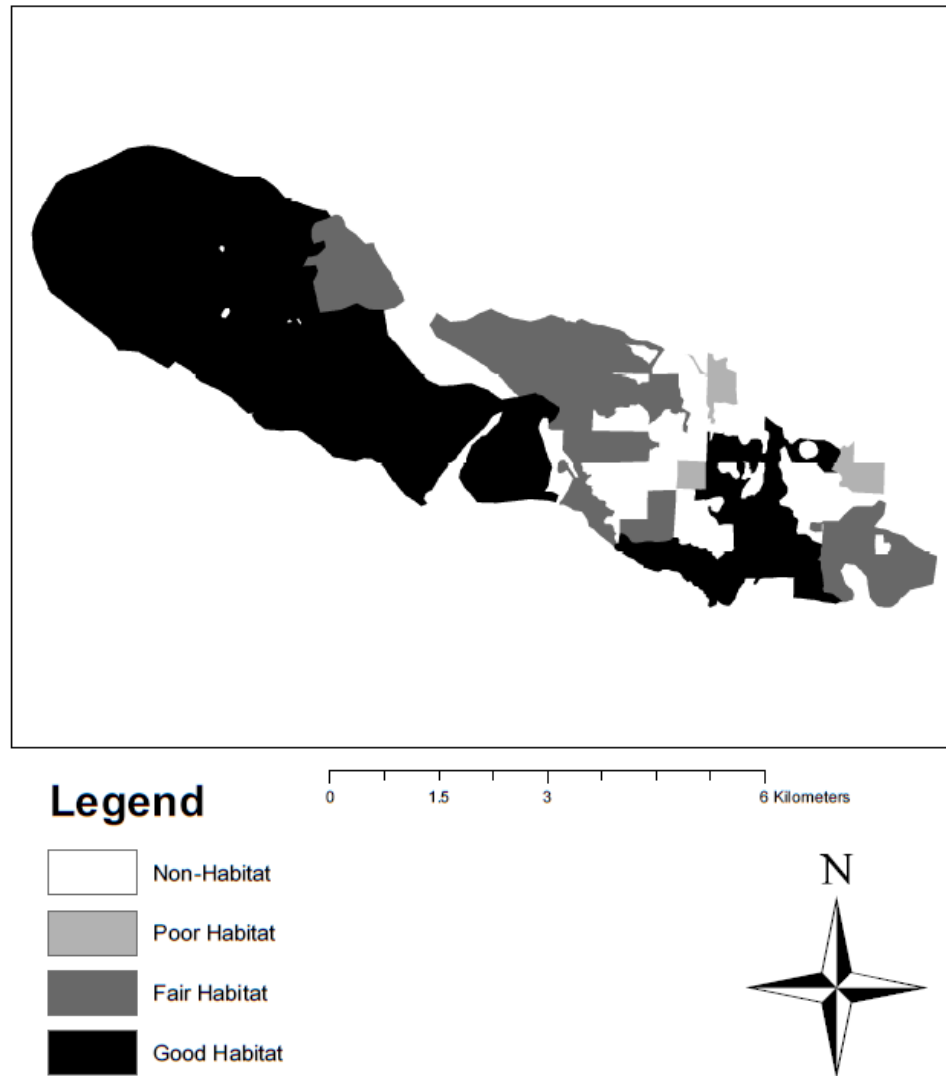 Legend
0 1.5 3 6 Kilometers
Non-Habitat
N
Poor Habitat
Fair Habitat
Good Habitat